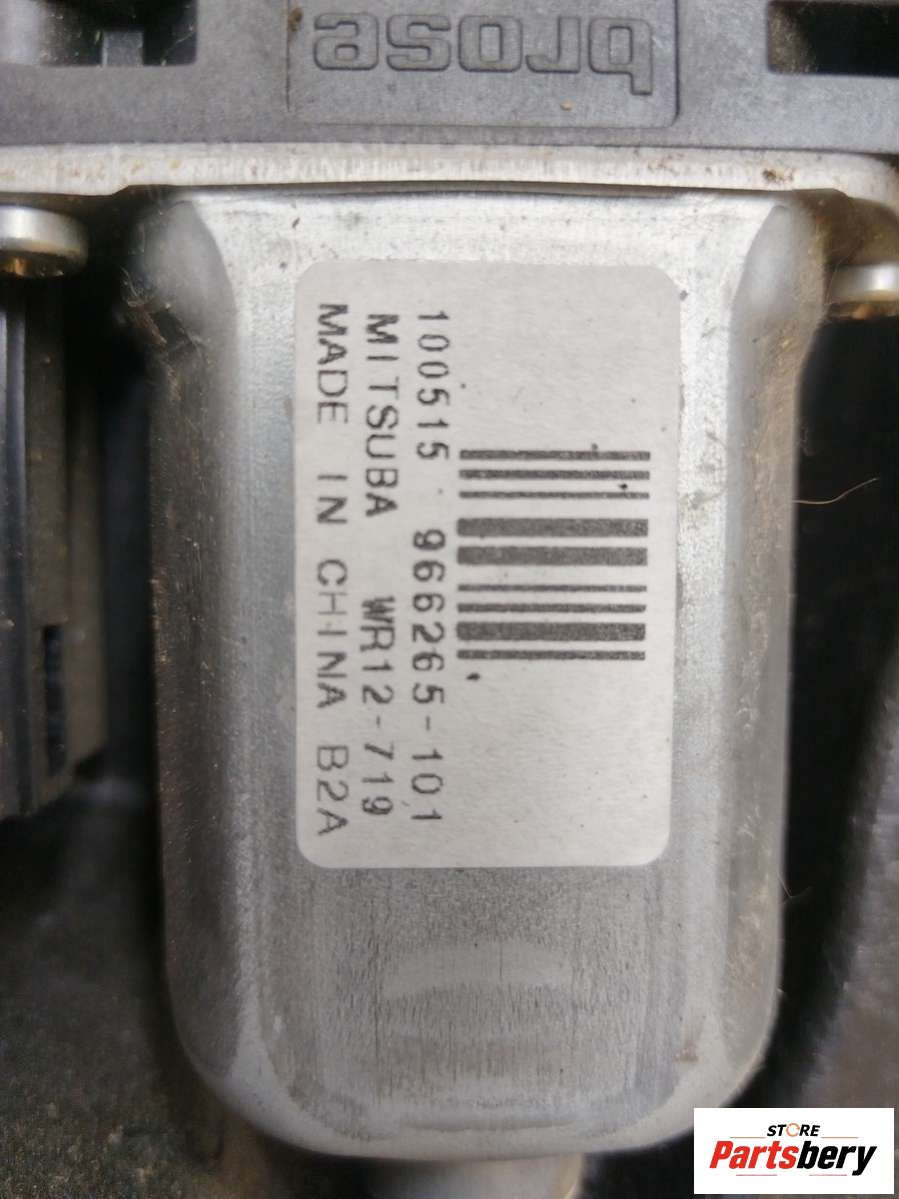 brose
100515 966265-101
MITSUBA WR12-719
MADE IN CHINA B2A
STORE
Partsbery